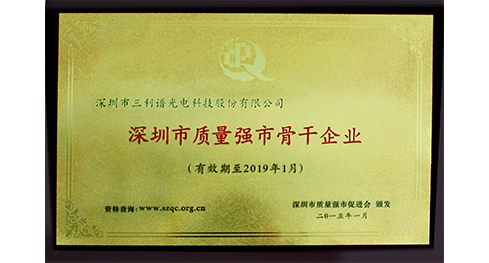 深圳市三利谱光电科技股份有限公司
深圳市质量强市骨干企业
(有效期至2019年1月)
资格查询:www.szqc.org.cn
深圳市质量强市促进会 颁发
二〇一五年一月